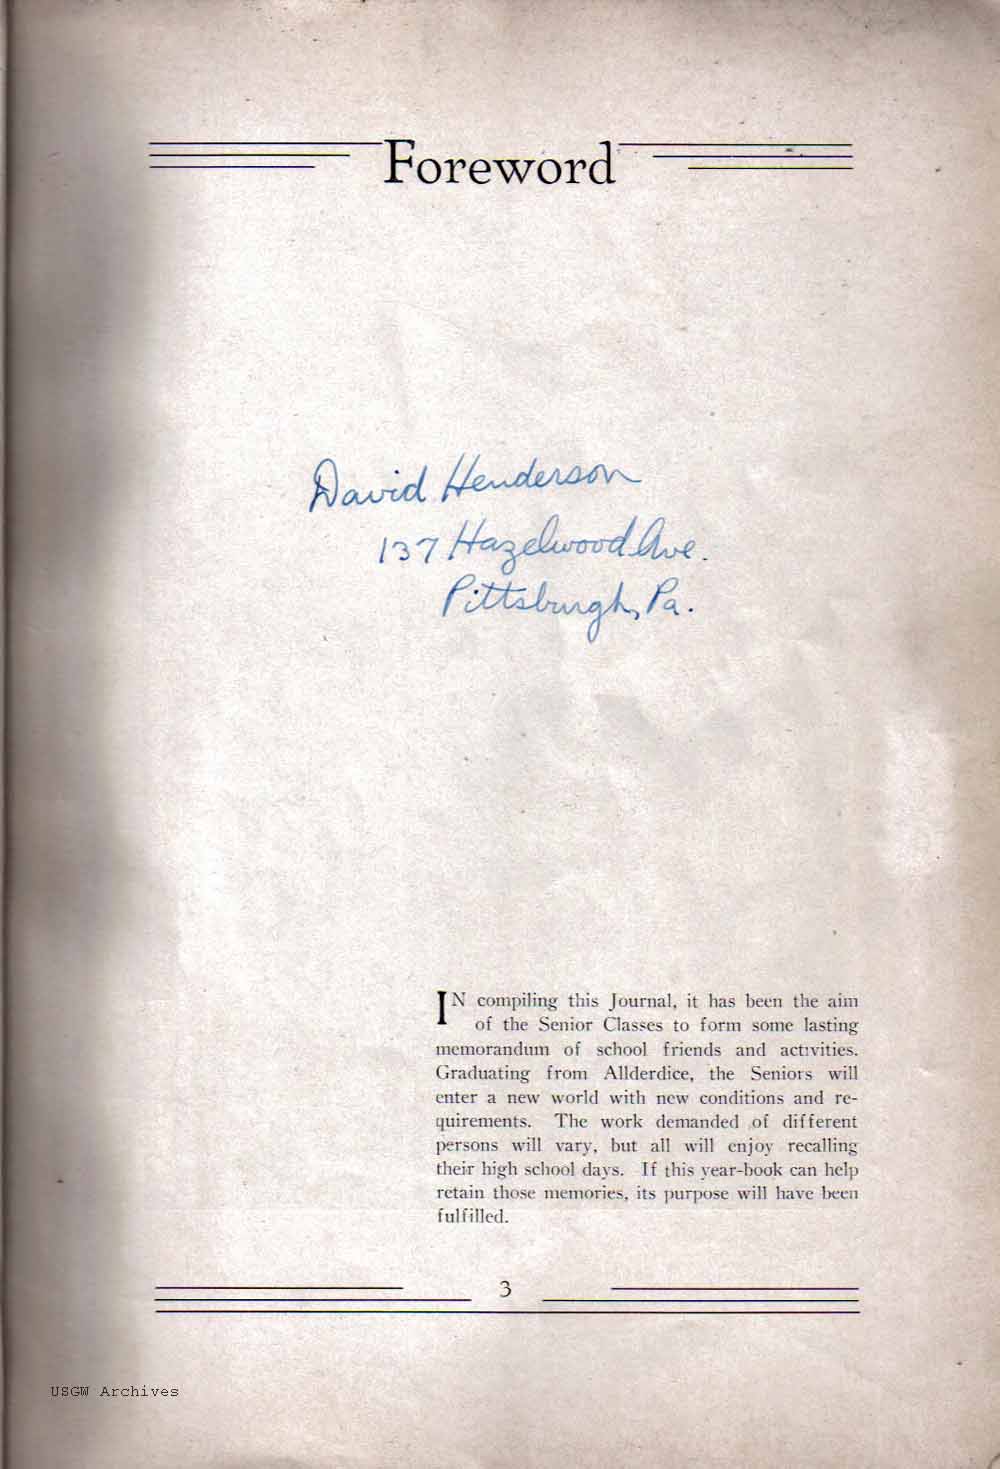 Foreword
David Henderson
137 Hazelwood Ave.
Pittsburgh, Pa.
IN compiling this Journal, it has been the aim
of the Senior Classes to form some lasting
memorandum of school friends and activities.
Graduating from Allderdice, the Seniors will
enter a new world with new conditions and re-
quirements. The work demanded of different
persons will vary, but all will enjoy recalling
their high school days. If this year-book can help
retain those memories, its purpose will have been
fulfilled.
3
USGW Archives